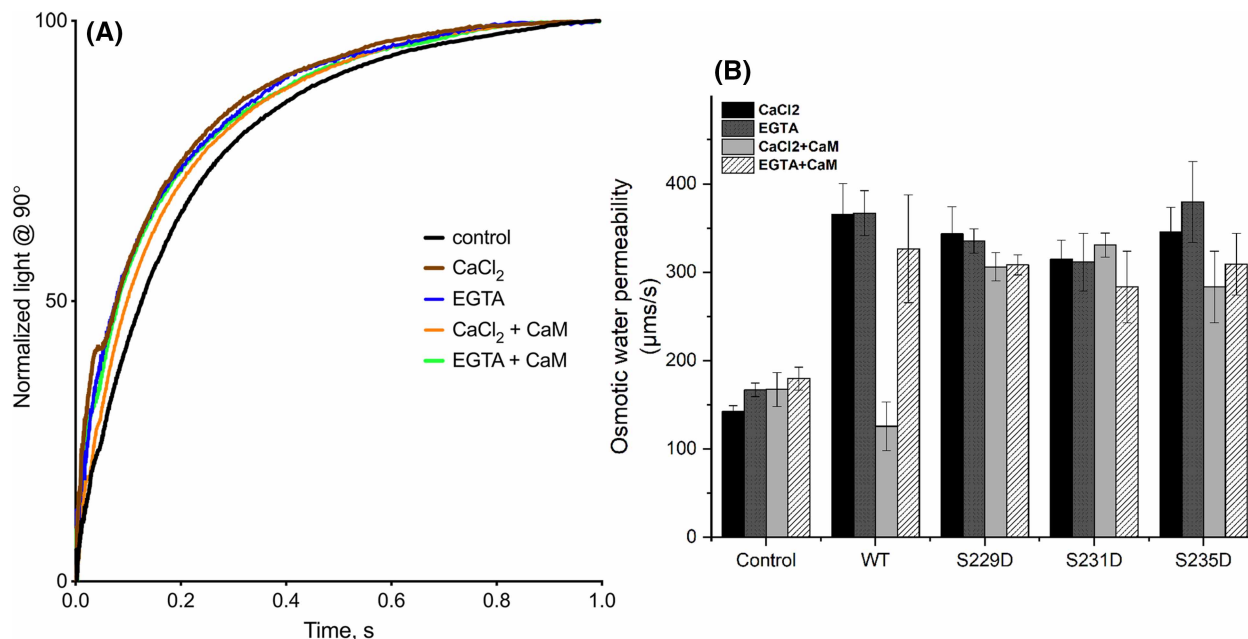 (A)
100
50
0
Normalized light @ 90°
control
CaCl₂
EGTA
CaCl₂ + CaM
EGTA + CaM
0.0 0.2 0.4 0.6 0.8 1.0
Time, s
(B)
CaCl2
EGTA
CaCl2+CaM
EGTA+CaM
Osmotic water permeability
(µms/s)
400
300
200
100
0
Control WT S229D S231D S235D